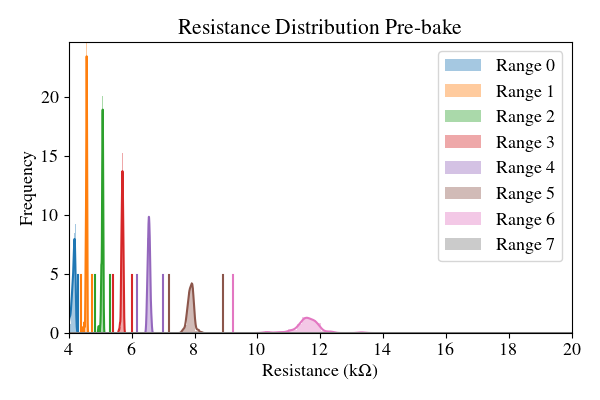 Resistance Distribution Pre-bake
Frequency
20
15
10
5
0
4 6 8 10 12 14 16 18 20
Resistance (kΩ)
Range 0
Range 1
Range 2
Range 3
Range 4
Range 5
Range 6
Range 7